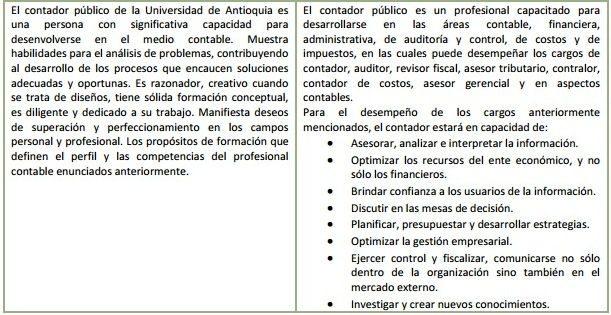 El contador público de la Universidad de Antioquia es
una persona con significativa capacidad para
desenvolverse en el medio contable. Muestra
habilidades para el análisis de problemas, contribuyendo
al desarrollo de los procesos que encaucen soluciones
adecuadas y oportunas. Es razonador, creativo cuando
se trata de diseños, tiene sólida formación conceptual,
es diligente y dedicado a su trabajo. Manifiesta deseos
de superación y perfeccionamiento en los campos
personal y profesional. Los propósitos de formación que
definen el perfil y las competencias del profesional
contable enunciados anteriormente.
El contador público es un profesional capacitado para
desarrollarse en las áreas contable, financiera,
administrativa, de auditoría y control, de costos y de
impuestos, en las cuales puede desempeñar los cargos de
contador, auditor, revisor fiscal, asesor tributario, contralor,
contador de costos, asesor gerencial y en aspectos
contables.
Para el desempeño de los cargos anteriormente
mencionados, el contador estará en capacidad de:
• Asesorar, analizar e interpretar la información.
• Optimizar los recursos del ente económico, y no
sólo los financieros.
• Brindar confianza a los usuarios de la información.
• Discutir en las mesas de decisión.
• Planificar, presupuestar y desarrollar estrategias.
• Optimizar la gestión empresarial.
• Ejercer control y fiscalizar, comunicarse no sólo
dentro de la organización sino también en el
mercado externo.
• Investigar y crear nuevos conocimientos.